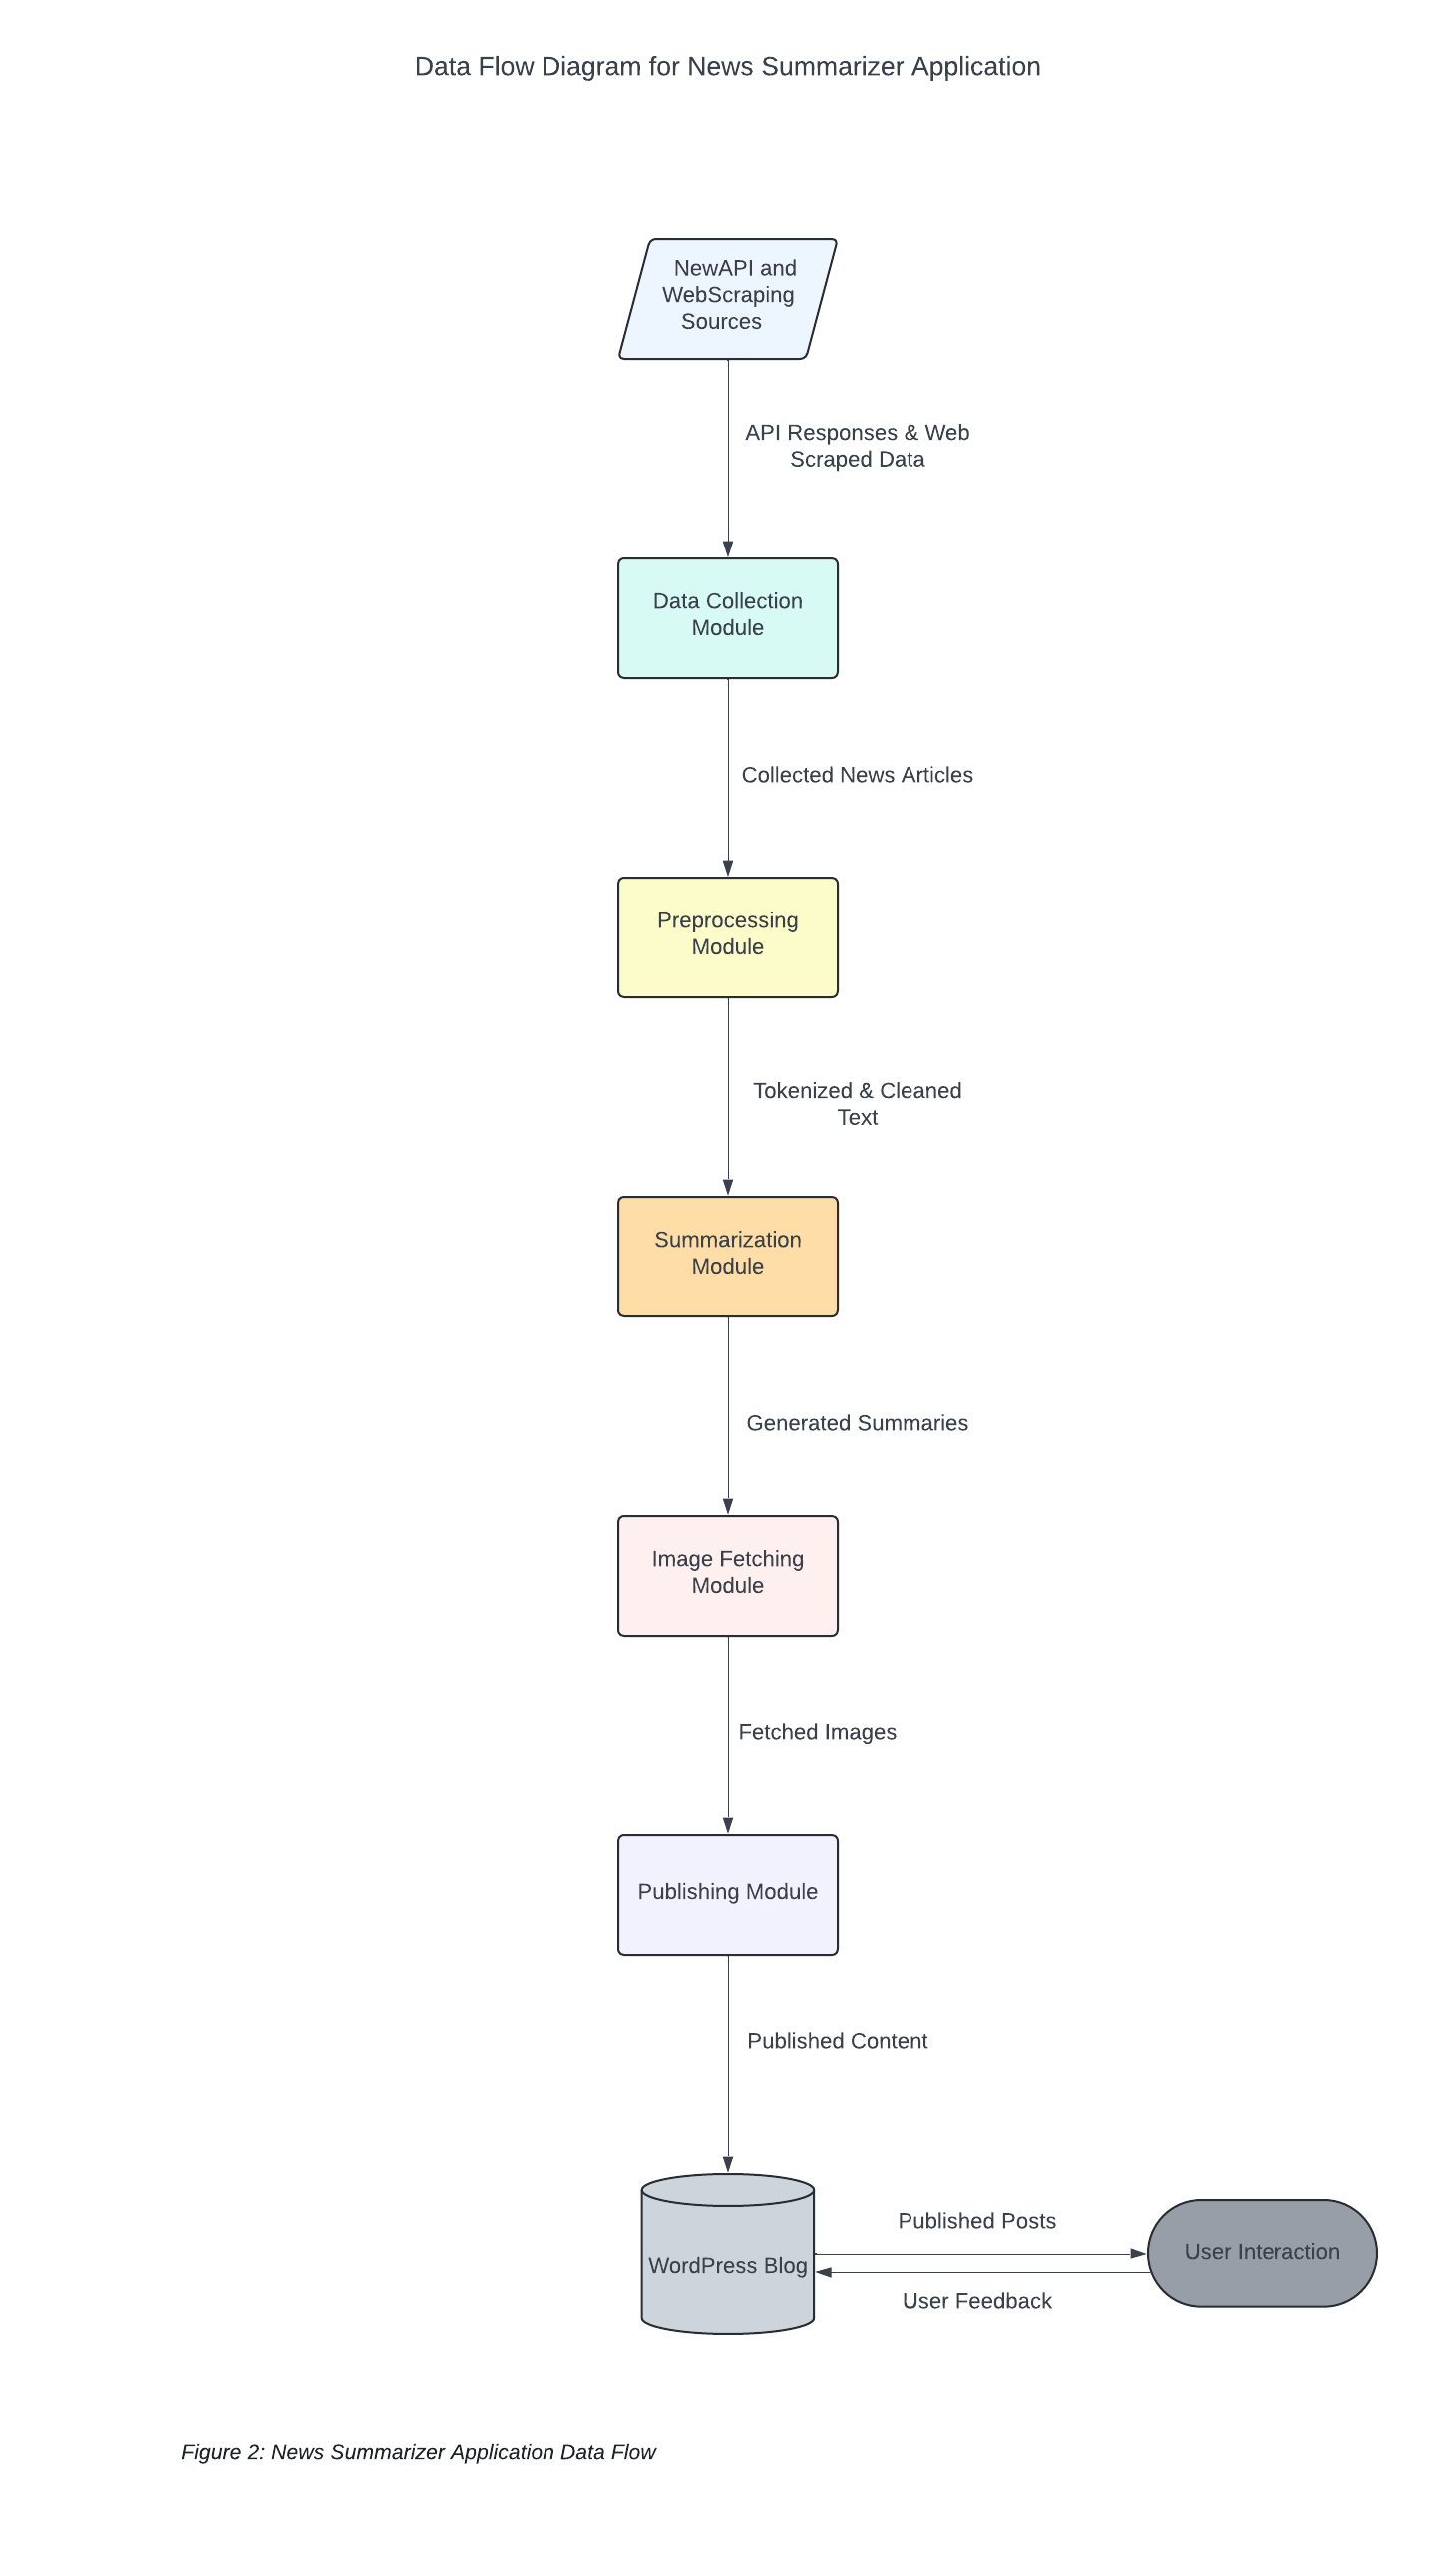 Data Flow Diagram for News Summarizer Application
NewAPI and
WebScraping
Sources
API Responses & Web
Scraped Data
Data Collection
Module
Collected News Articles
Preprocessing
Module
Tokenized & Cleaned
Text
Summarization
Module
Generated Summaries
Image Fetching
Module
Fetched Images
Publishing Module
Published Content
WordPress Blog
Published Posts
User Interaction
User Feedback
Figure 2: News Summarizer Application Data Flow